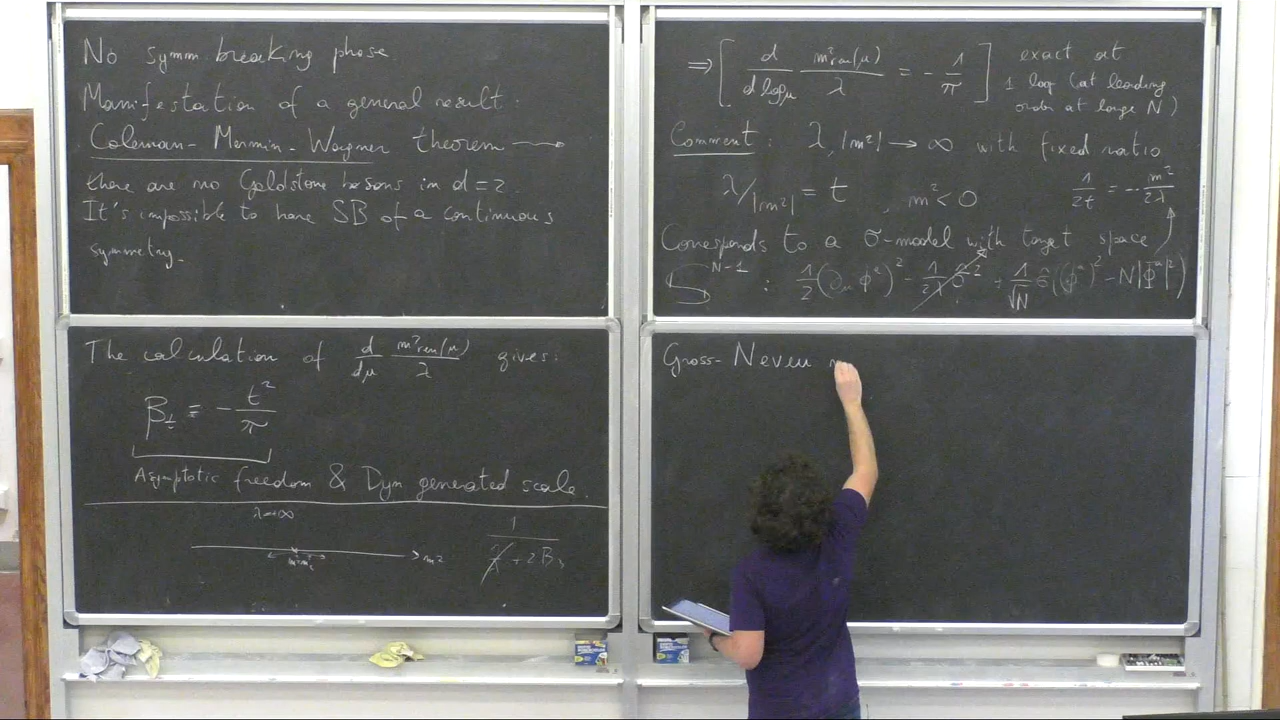 No symm. breaking phase
Manifestation of a general result:
Coleman-Mermin-Wagner theorem →
there are no Goldstone bosons in d=2.
It's impossible to have SB of a continuous
symmetry.
The calculation of d/dμ m²ren(μ)/λ gives:
β_t = - t²/π
Asymptotic freedom & Dyn generated scale.
λ→∞
m²
⇒ [ d/dlogμ m²ren(μ)/λ = - 1/π ] exact at
1 loop (at leading
order at large N)
Comment: λ, |m²| → ∞ with fixed ratio
λ/|m²| = t , m²<0 1/2t = - m²/2λ
Corresponds to a σ-model with target space
S^{N-1} : 1/2 (∂_μ φ^a)² - 1/2λ σ̂² + 1/√N σ̂ ((φ^a)² - N|Φ^a|²)
Gross-Neveu